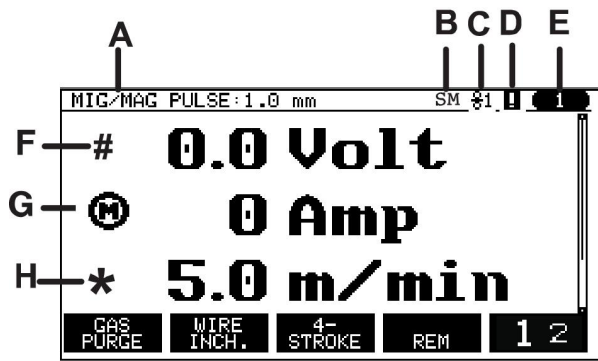 A B C D E
MIG/MAG PULSE:1.0 mm SM 1 1
F # 0.0 Volt
G M 0 Amp
H * 5.0 m/min
GAS PURGE WIRE INCH. 4-STROKE REM 1 2